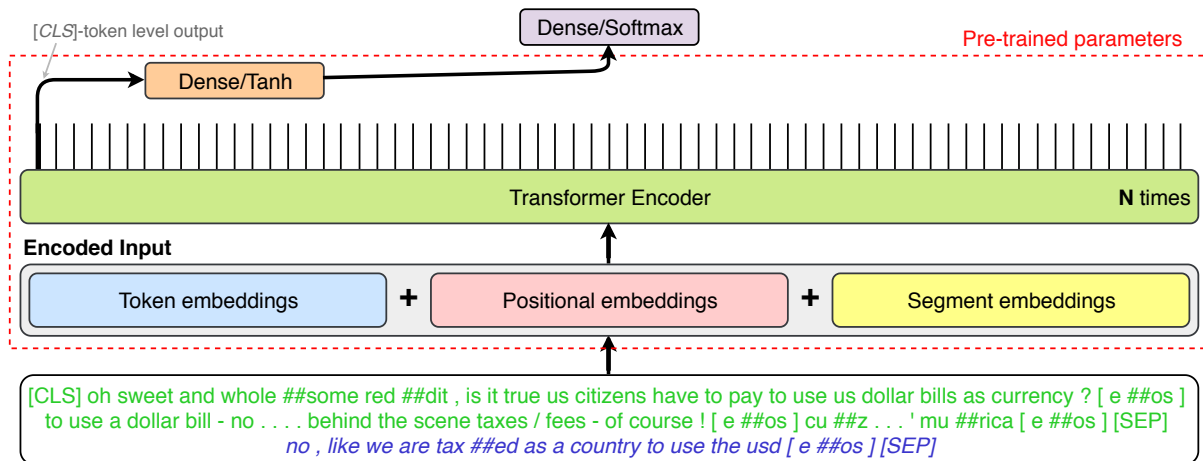 [CLS]-token level output
Dense/Softmax
Pre-trained parameters
Dense/Tanh
Transformer Encoder
N times
Encoded Input
Token embeddings + Positional embeddings + Segment embeddings
[CLS] oh sweet and whole ##some red ##dit , is it true us citizens have to pay to use us dollar bills as currency ? [ e ##os ]
to use a dollar bill - no . . . . behind the scene taxes / fees - of course ! [ e ##os ] cu ##z . . . ' mu ##rica [ e ##os ] [SEP]
no , like we are tax ##ed as a country to use the usd [ e ##os ] [SEP]